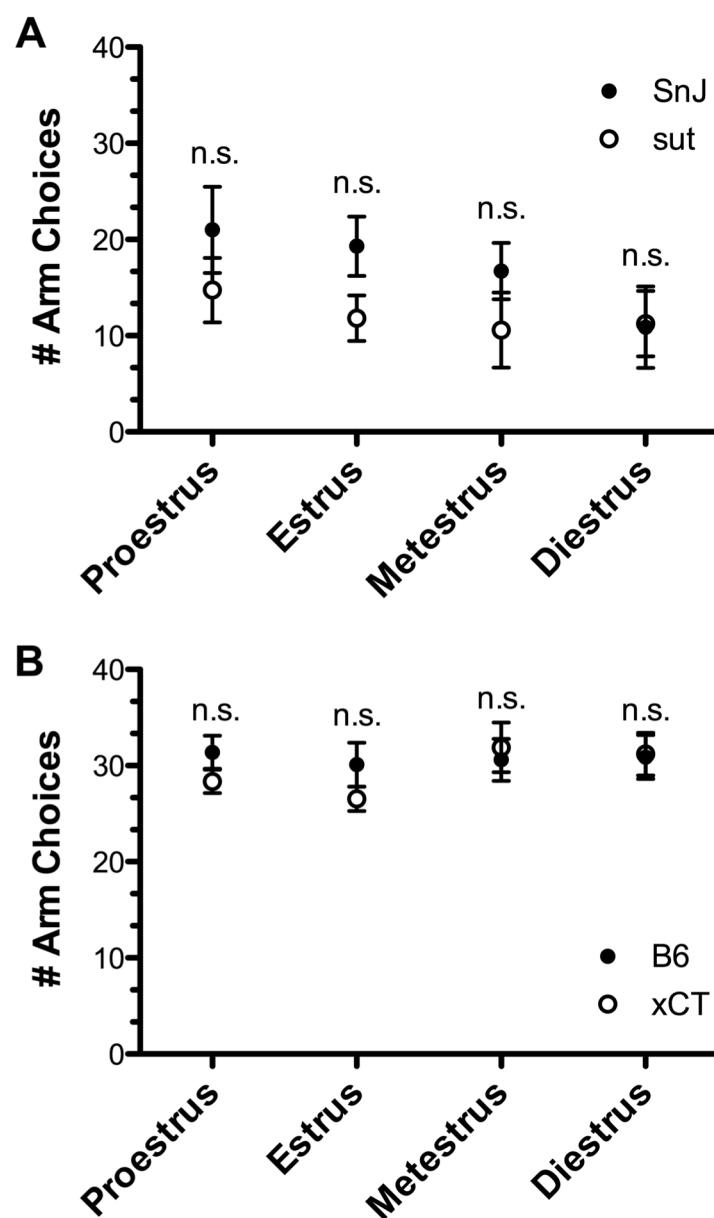 A
# Arm Choices
40
30
20
10
0
SnJ
sut
n.s.
n.s.
n.s.
n.s.
Proestrus
Estrus
Metestrus
Diestrus
B
# Arm Choices
40
30
20
10
0
n.s.
n.s.
n.s.
n.s.
B6
xCT
Proestrus
Estrus
Metestrus
Diestrus